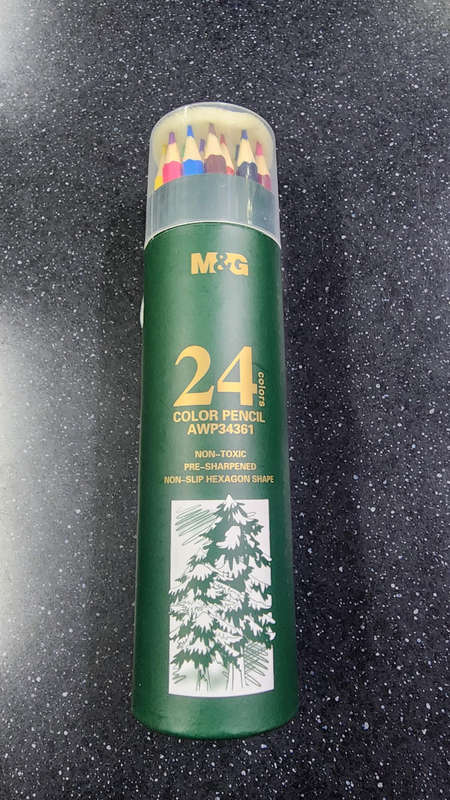 M&G
24 colors
COLOR PENCIL
AWP34361
NON-TOXIC
PRE-SHARPENED
NON-SLIP HEXAGON SHAPE